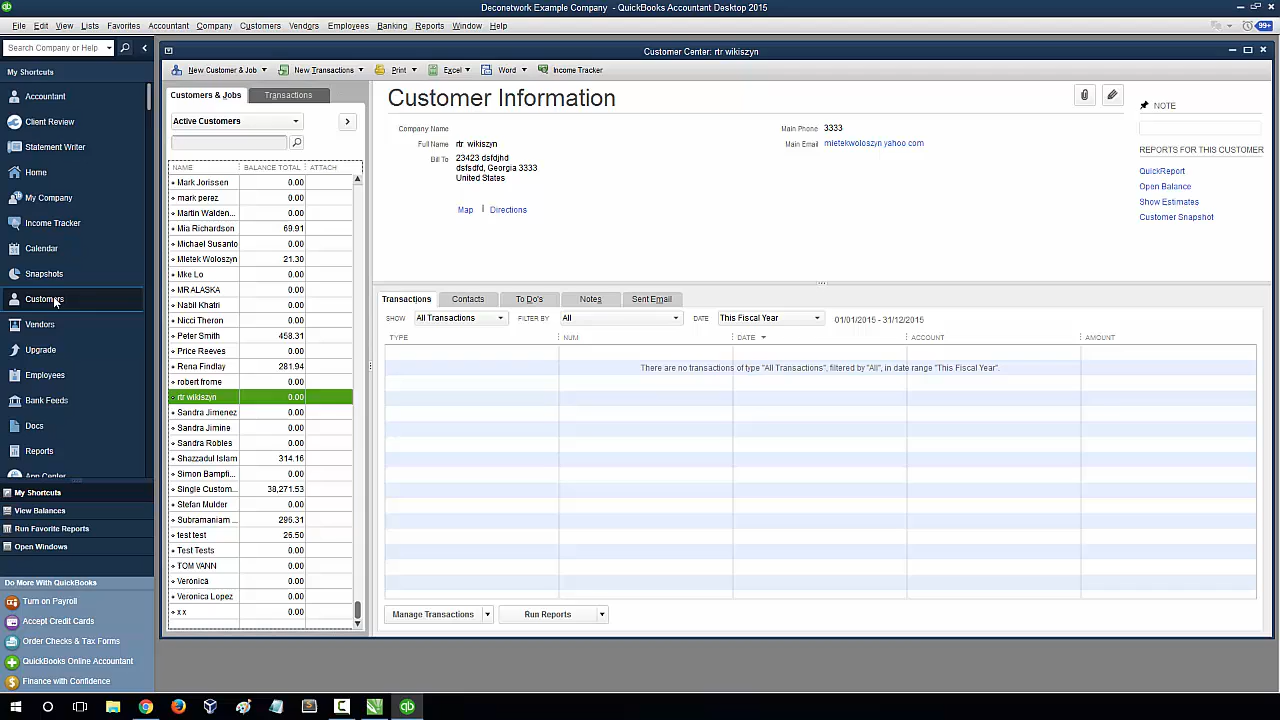 Deconetwork Example Company - QuickBooks Accountant Desktop 2015
File Edit View Lists Favorites Accountant Company Customers Vendors Employees Banking Reports Window Help
99+
Search Company or Help
My Shortcuts
Accountant
Client Review
Statement Writer
Home
My Company
Income Tracker
Calendar
Snapshots
Customers
Vendors
Upgrade
Employees
Bank Feeds
Docs
Reports
App Center
My Shortcuts
View Balances
Run Favorite Reports
Open Windows
Do More With QuickBooks
Turn on Payroll
Accept Credit Cards
Order Checks & Tax Forms
QuickBooks Online Accountant
Finance with Confidence
Customer Center: rtr wikiszyn
New Customer & Job New Transactions Print Excel Word Income Tracker
Customers & Jobs Transactions
Active Customers
NAME BALANCE TOTAL ATTACH
Mark Jorissen 0.00
mark perez 0.00
Martin Walden... 0.00
Mia Richardson 69.91
Michael Susanto 0.00
Mietek Woloszyn 21.30
Mke Lo 0.00
MR ALASKA 0.00
Nabil Khatri 0.00
Nicci Theron 0.00
Peter Smith 458.31
Price Reeves 0.00
Rena Findlay 281.94
robert frome 0.00
rtr wikiszyn 0.00
Sandra Jimenez 0.00
Sandra Jimine 0.00
Sandra Robles 0.00
Shazzadul Islam 314.16
Simon Bampfi... 0.00
Single Custom... 38,271.53
Stefan Mulder 0.00
Subramaniam ... 296.31
test test 26.50
Test Tests 0.00
TOM VANN 0.00
Veronica 0.00
Veronica Lopez 0.00
x x 0.00
Customer Information
Company Name
Full Name rtr wikiszyn
Bill To 23423 dsfdjhd
dsfsdfd, Georgia 3333
United States
Map | Directions
Main Phone 3333
Main Email mietekwoloszyn yahoo com
NOTE
REPORTS FOR THIS CUSTOMER
QuickReport
Open Balance
Show Estimates
Customer Snapshot
Transactions Contacts To Do's Notes Sent Email
SHOW All Transactions FILTER BY All DATE This Fiscal Year 01/01/2015 - 31/12/2015
TYPE NUM DATE ACCOUNT AMOUNT
There are no transactions of type "All Transactions", filtered by "All", in date range "This Fiscal Year".
Manage Transactions Run Reports